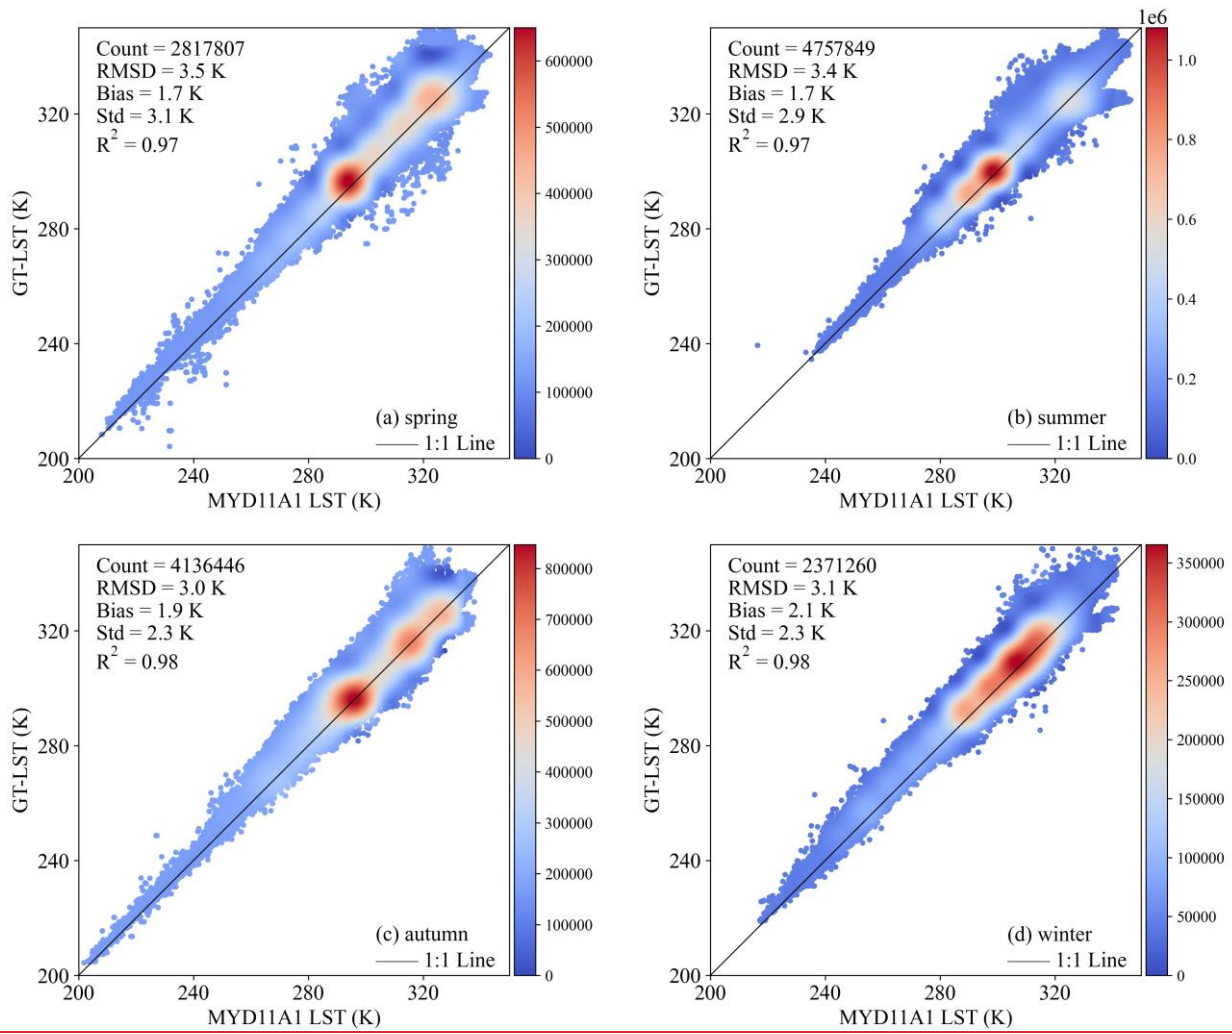 Count = 2817807
RMSD = 3.5 K
Bias = 1.7 K
Std = 3.1 K
R² = 0.97
GT-LST (K)
320
280
240
200
200 240 280 320
MYD11A1 LST (K)
(a) spring
1:1 Line
600000
500000
400000
300000
200000
100000
0
1e6
Count = 4757849
RMSD = 3.4 K
Bias = 1.7 K
Std = 2.9 K
R² = 0.97
GT-LST (K)
320
280
240
200
200 240 280 320
MYD11A1 LST (K)
(b) summer
1:1 Line
1.0
0.8
0.6
0.4
0.2
0.0
Count = 4136446
RMSD = 3.0 K
Bias = 1.9 K
Std = 2.3 K
R² = 0.98
GT-LST (K)
320
280
240
200
200 240 280 320
MYD11A1 LST (K)
(c) autumn
1:1 Line
800000
700000
600000
500000
400000
300000
200000
100000
0
Count = 2371260
RMSD = 3.1 K
Bias = 2.1 K
Std = 2.3 K
R² = 0.98
GT-LST (K)
320
280
240
200
200 240 280 320
MYD11A1 LST (K)
(d) winter
1:1 Line
350000
300000
250000
200000
150000
100000
50000
0